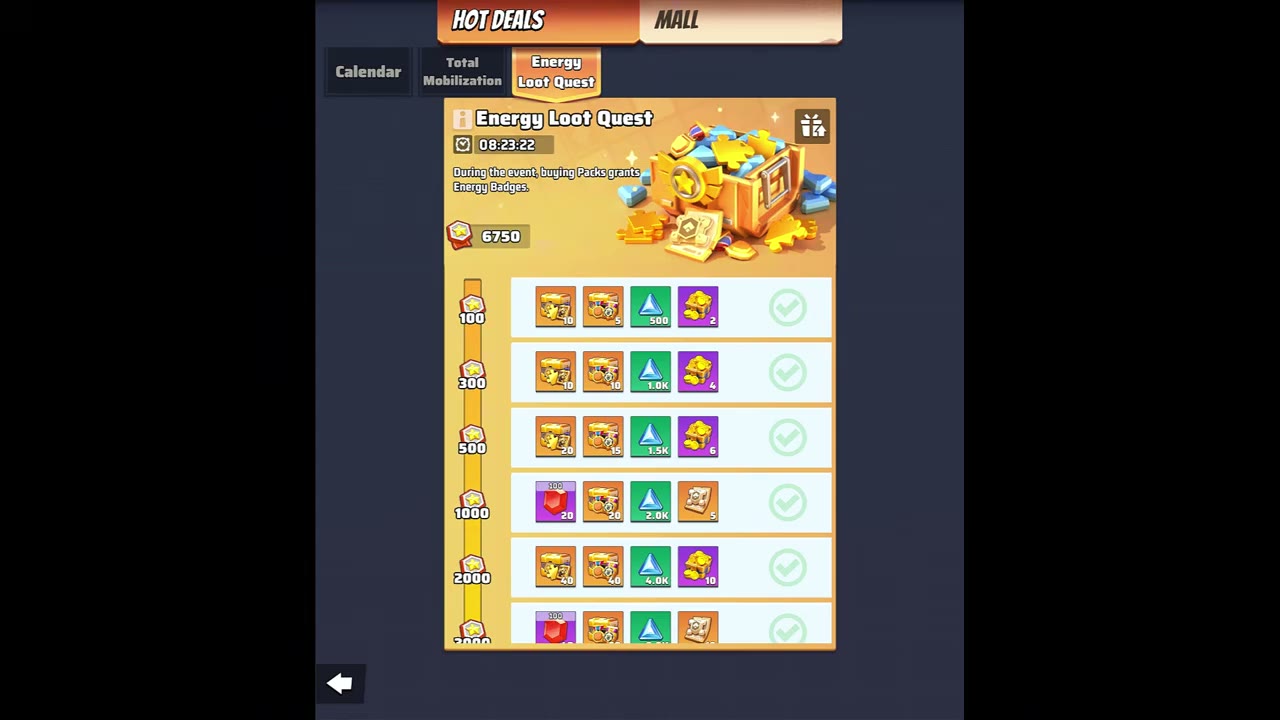 HOT DEALS
MALL
Calendar
Total
Mobilization
Energy
Loot Quest
Energy Loot Quest
08:23:22
During the event, buying Packs grants
Energy Badges.
6750
100
10
5
500
2
300
10
10
1.0K
4
500
20
15
1.5K
6
1000
100
20
20
2.0K
5
2000
40
40
4.0K
10
100